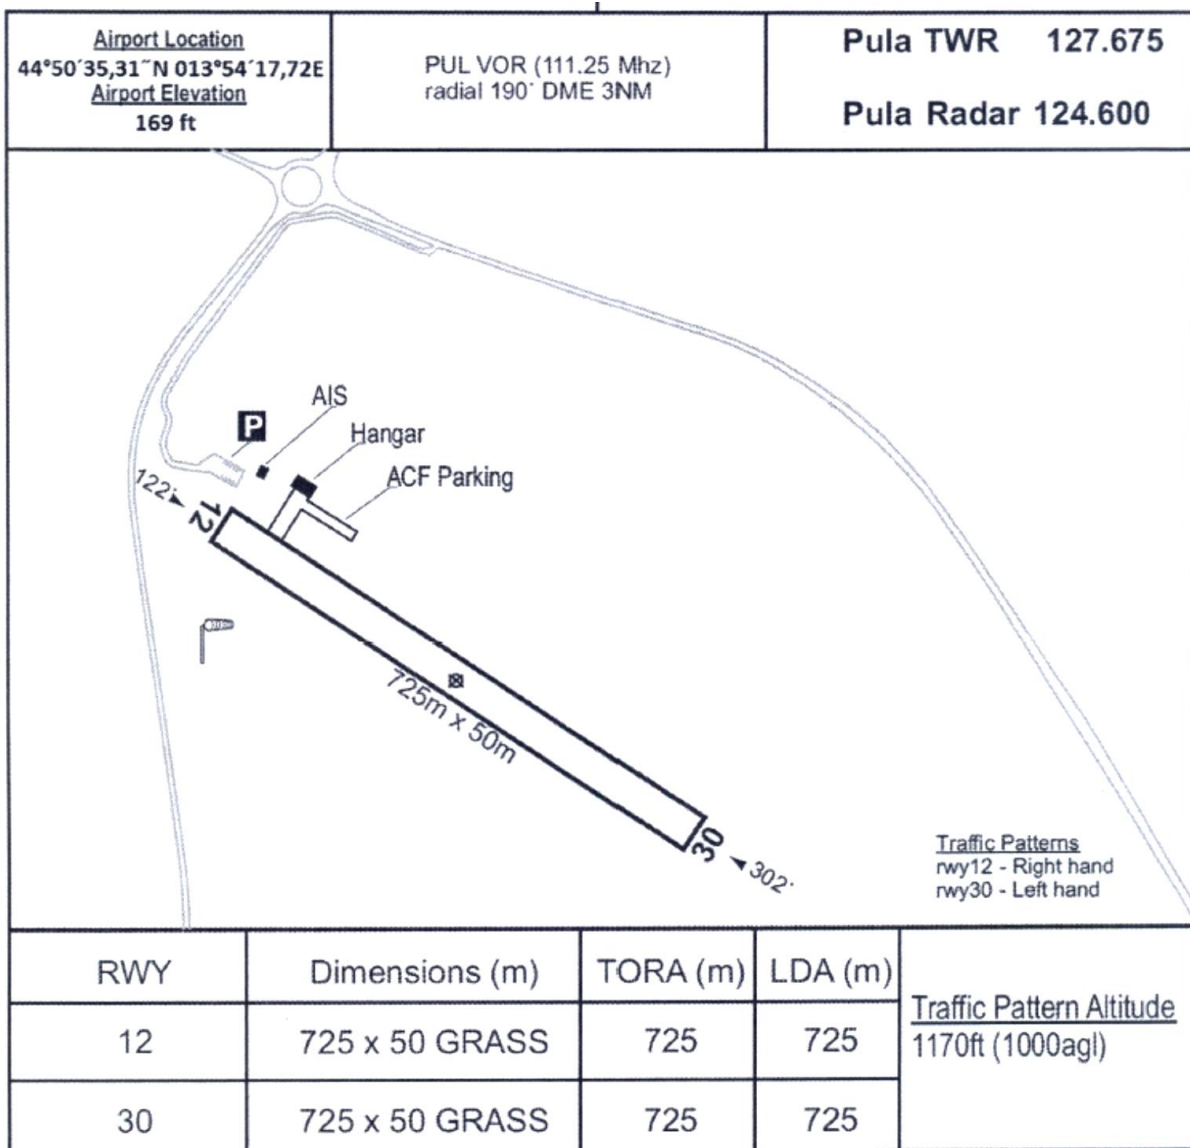 Airport Location
44°50´35,31˝N 013°54´17,72E
Airport Elevation
169 ft
PUL VOR (111.25 Mhz)
radial 190˙ DME 3NM
Pula TWR 127.675
Pula Radar 124.600
AIS
P
Hangar
ACF Parking
122˙
12
725m x 50m
30
302˙
Traffic Patterns
rwy12 - Right hand
rwy30 - Left hand
RWY Dimensions (m) TORA (m) LDA (m)
12 725 x 50 GRASS 725 725
30 725 x 50 GRASS 725 725
Traffic Pattern Altitude
1170ft (1000agl)